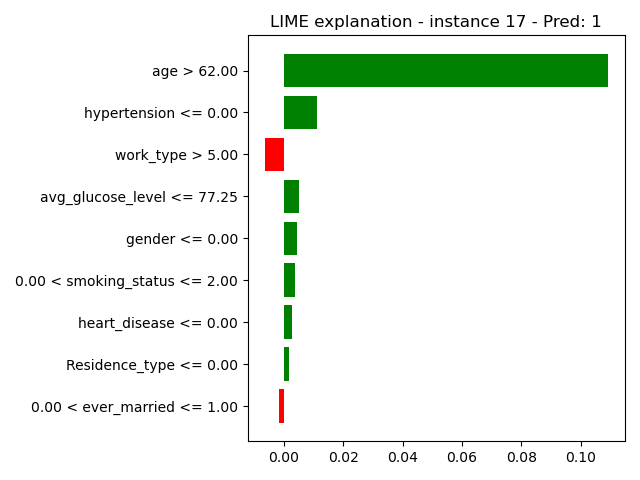 LIME explanation - instance 17 - Pred: 1
age > 62.00
hypertension <= 0.00
work_type > 5.00
avg_glucose_level <= 77.25
gender <= 0.00
0.00 < smoking_status <= 2.00
heart_disease <= 0.00
Residence_type <= 0.00
0.00 < ever_married <= 1.00
0.00 0.02 0.04 0.06 0.08 0.10